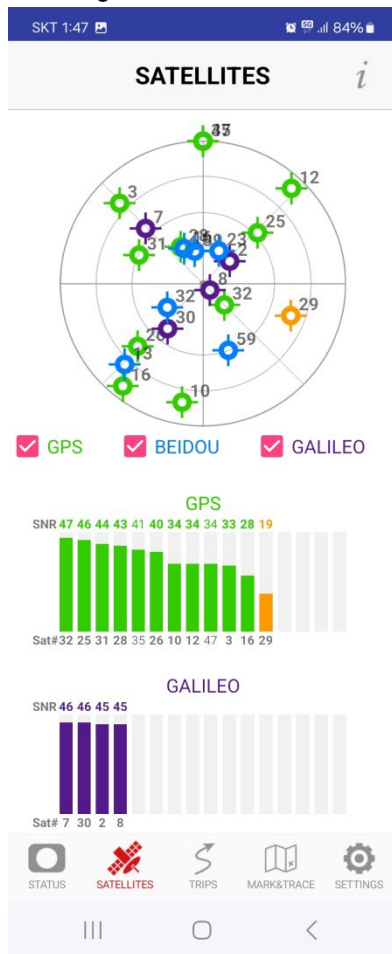 SKT 1:47 84%
SATELLITES i
12
3
7
25
31
23
2
8
32
32
29
30
26
59
13
16
10
GPS BEIDOU GALILEO
GPS
SNR 47 46 44 43 41 40 34 34 34 33 28 19
Sat# 32 25 31 28 35 26 10 12 47 3 16 29
GALILEO
SNR 46 46 45 45
Sat# 7 30 2 8
STATUS SATELLITES TRIPS MARK&TRACE SETTINGS